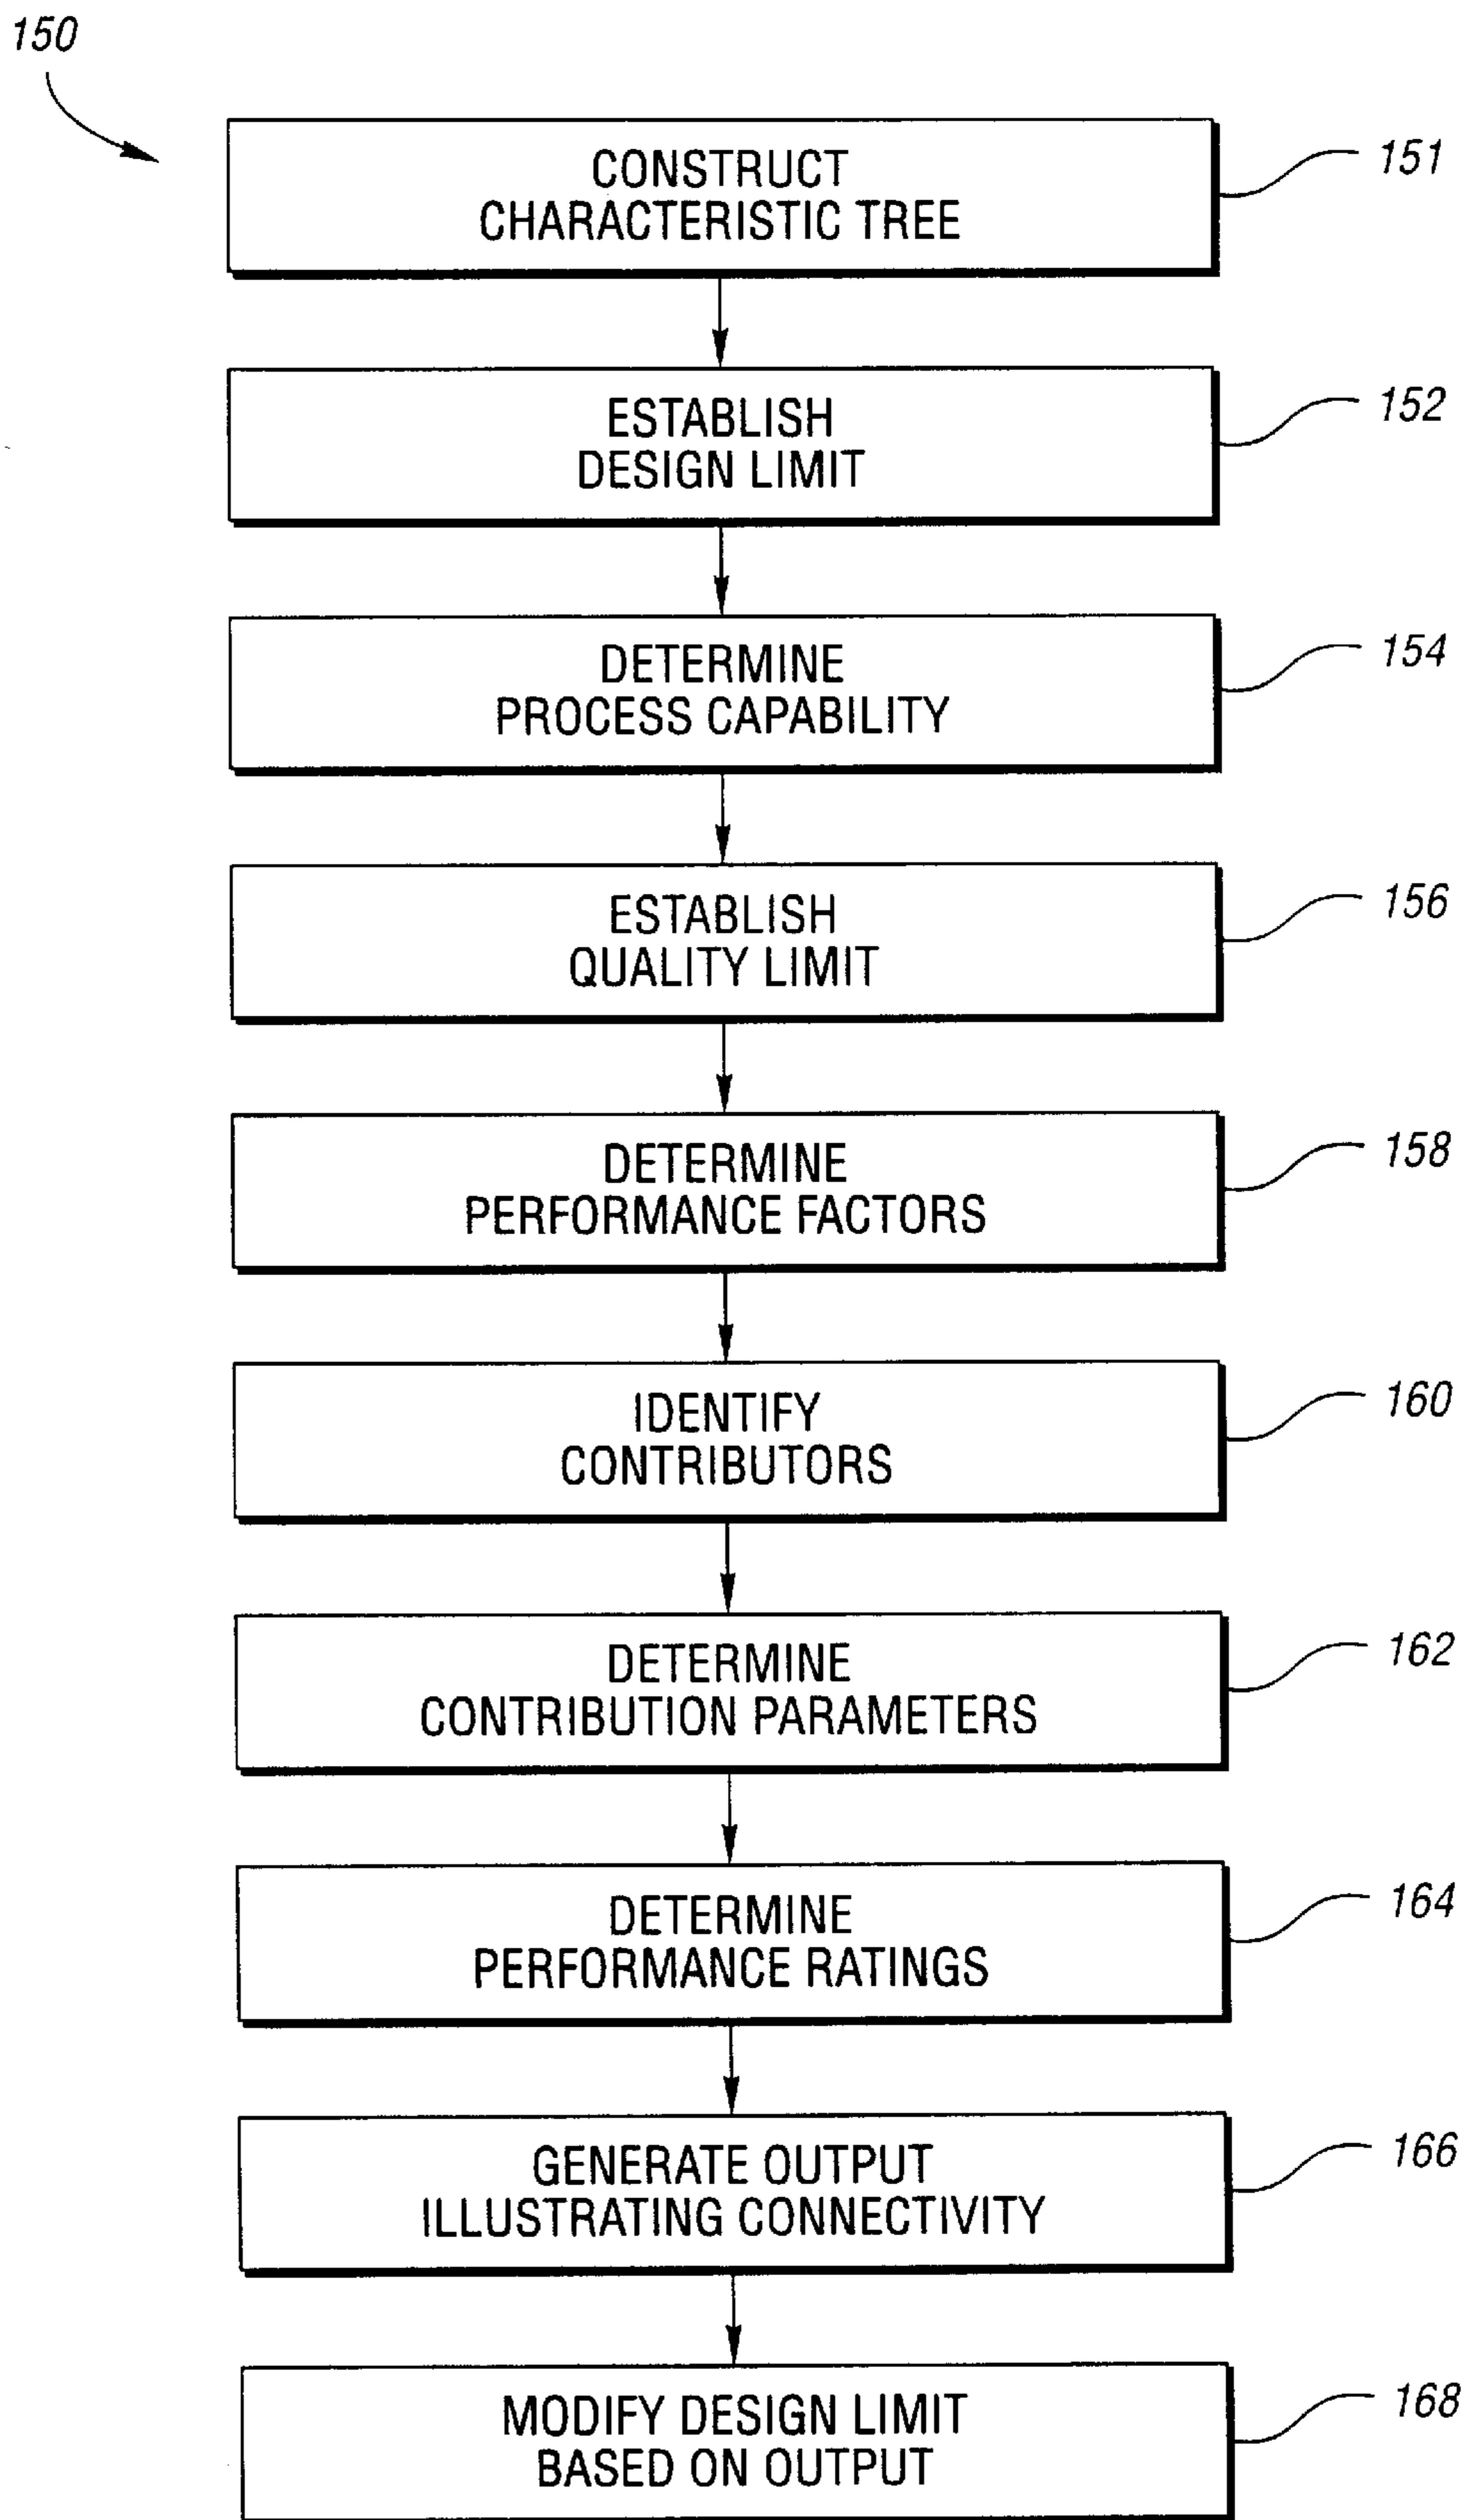 150
CONSTRUCT
CHARACTERISTIC TREE
151
ESTABLISH
DESIGN LIMIT
152
DETERMINE
PROCESS CAPABILITY
154
ESTABLISH
QUALITY LIMIT
156
DETERMINE
PERFORMANCE FACTORS
158
IDENTIFY
CONTRIBUTORS
160
DETERMINE
CONTRIBUTION PARAMETERS
162
DETERMINE
PERFORMANCE RATINGS
164
GENERATE OUTPUT
ILLUSTRATING CONNECTIVITY
166
MODIFY DESIGN LIMIT
BASED ON OUTPUT
168